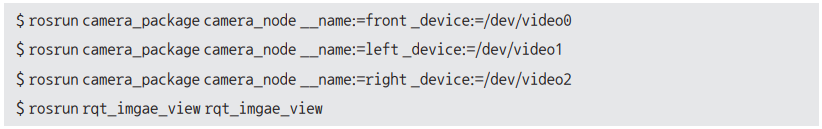 $ rosrun camera_package camera_node __name:=front _device:=/dev/video0
$ rosrun camera_package camera_node __name:=left _device:=/dev/video1
$ rosrun camera_package camera_node __name:=right _device:=/dev/video2
$ rosrun rqt_imgae_view rqt_imgae_view